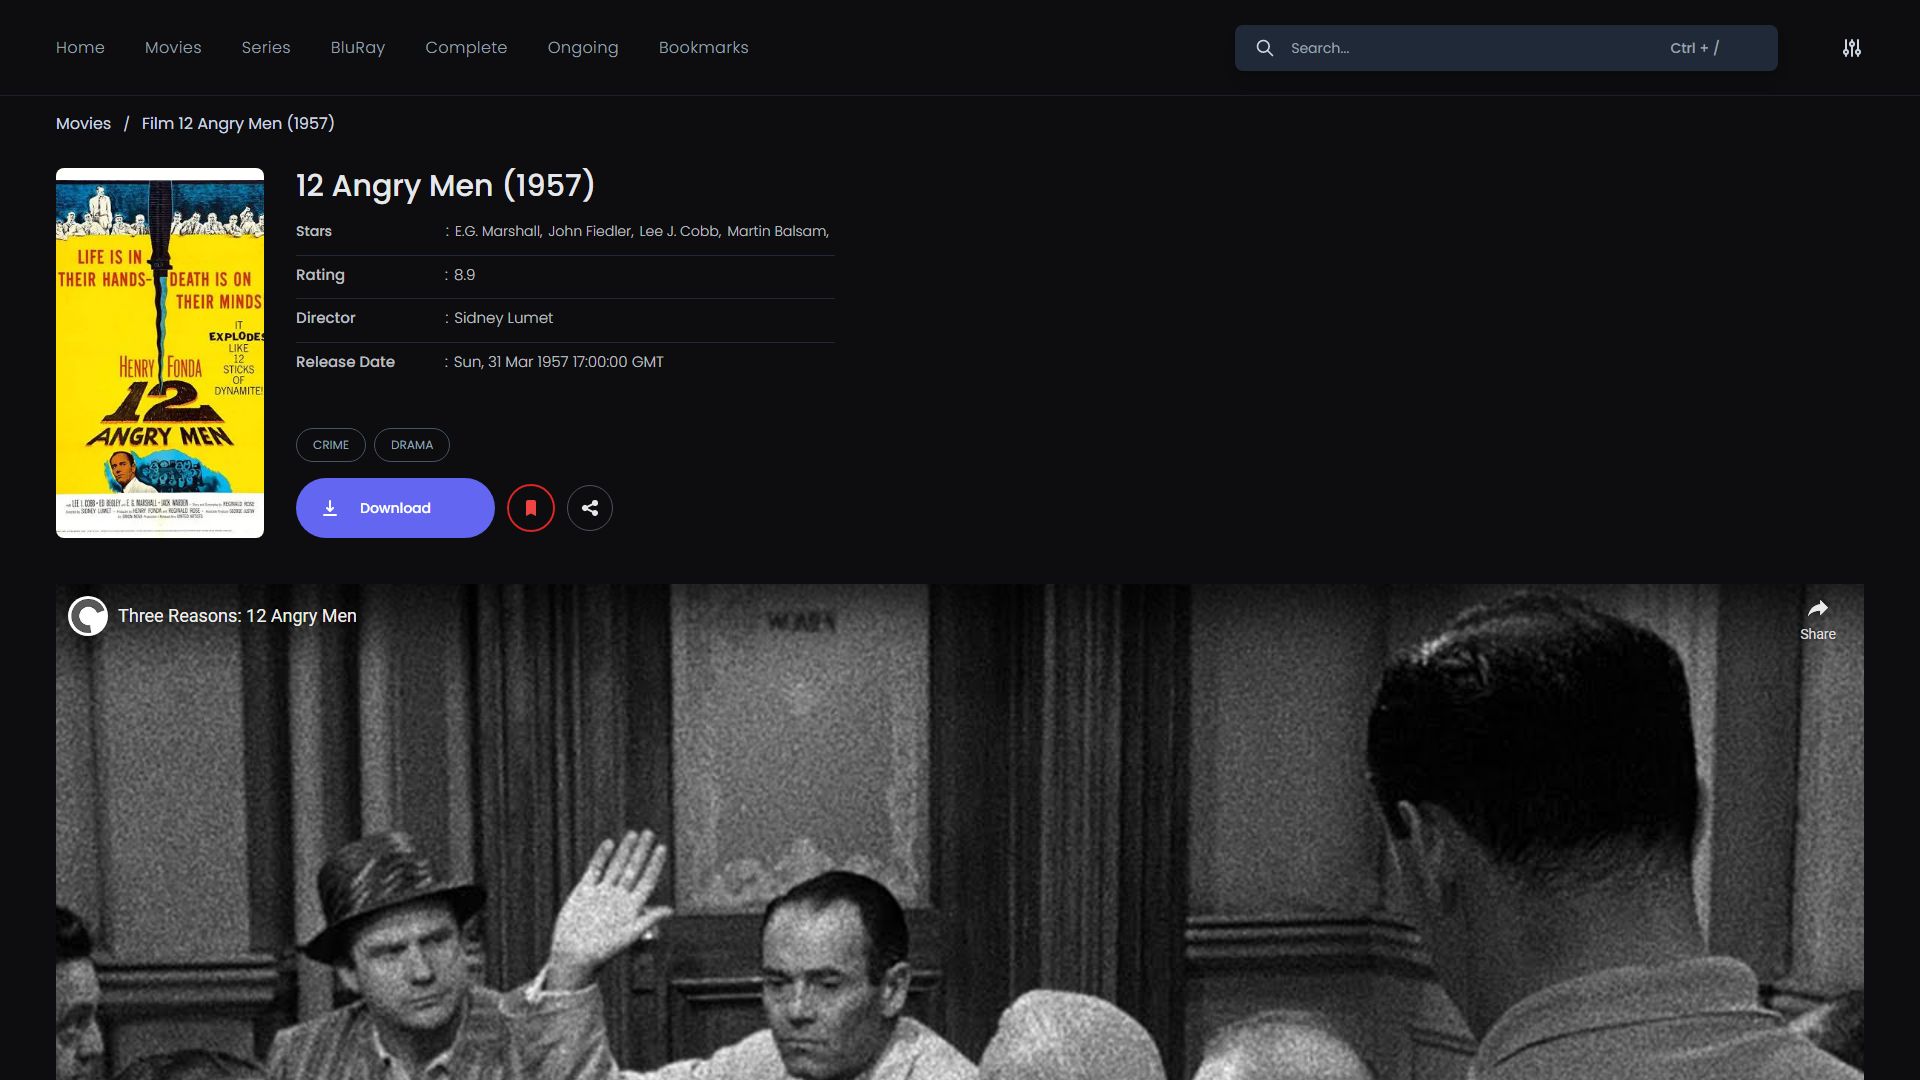 Home Movies Series BluRay Complete Ongoing Bookmarks
Search... Ctrl + /
Movies / Film 12 Angry Men (1957)
LIFE IS IN
THEIR HANDS- DEATH IS ON
THEIR MINDS
IT
EXPLODES
LIKE
12
STICKS
OF
DYNAMITE!
HENRY FONDA
12
ANGRY MEN
12 Angry Men (1957)
Stars : E.G. Marshall, John Fiedler, Lee J. Cobb, Martin Balsam,
Rating : 8.9
Director : Sidney Lumet
Release Date : Sun, 31 Mar 1957 17:00:00 GMT
CRIME DRAMA
Download
Three Reasons: 12 Angry Men
Share